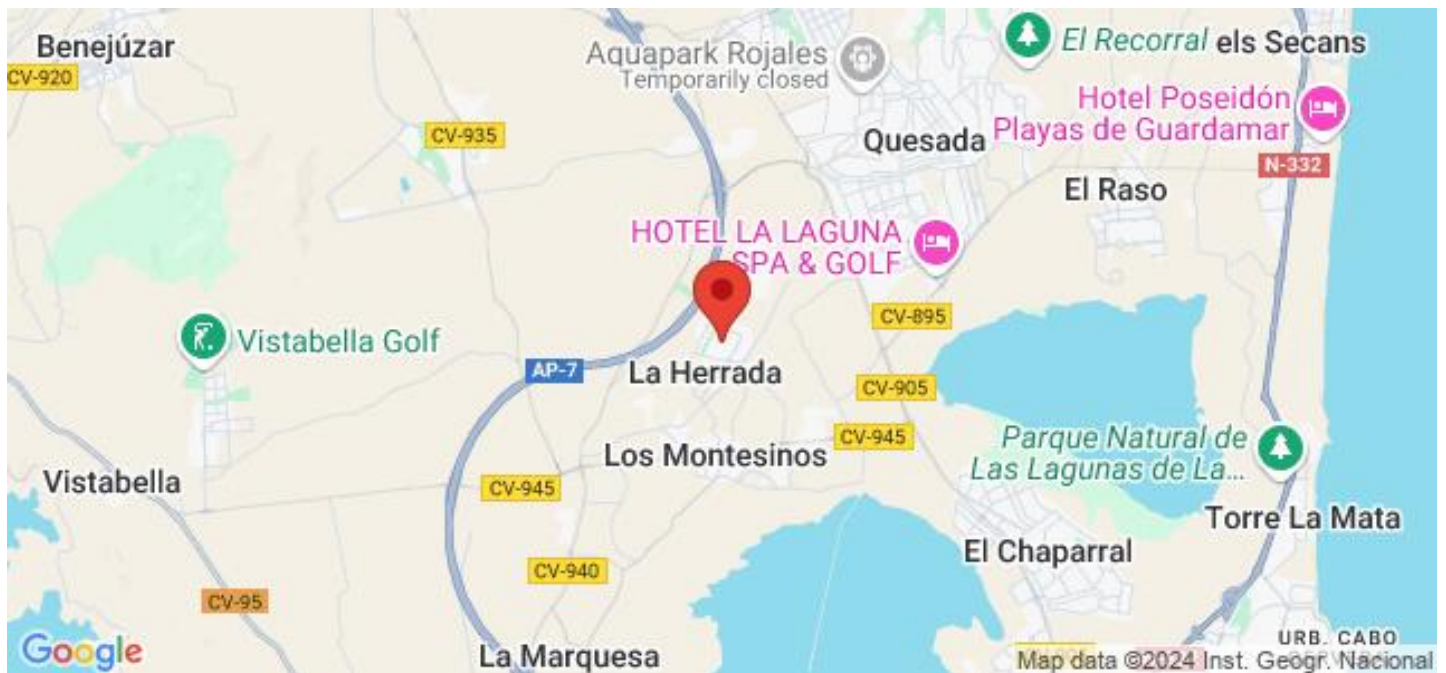 Benejúzar
CV-920
Aquapark Rojales
Temporarily closed
El Recorral
els Secans
Hotel Poseidón
Playas de Guardamar
CV-935
Quesada
N-332
El Raso
HOTEL LA LAGUNA
SPA & GOLF
CV-895
Vistabella Golf
AP-7
La Herrada
CV-905
CV-945
Parque Natural de
Las Lagunas de La...
Los Montesinos
Vistabella
CV-945
Torre La Mata
El Chaparral
CV-940
CV-95
URB. CABO
Google
La Marquesa
Map data ©2024 Inst. Geogr. Nacional